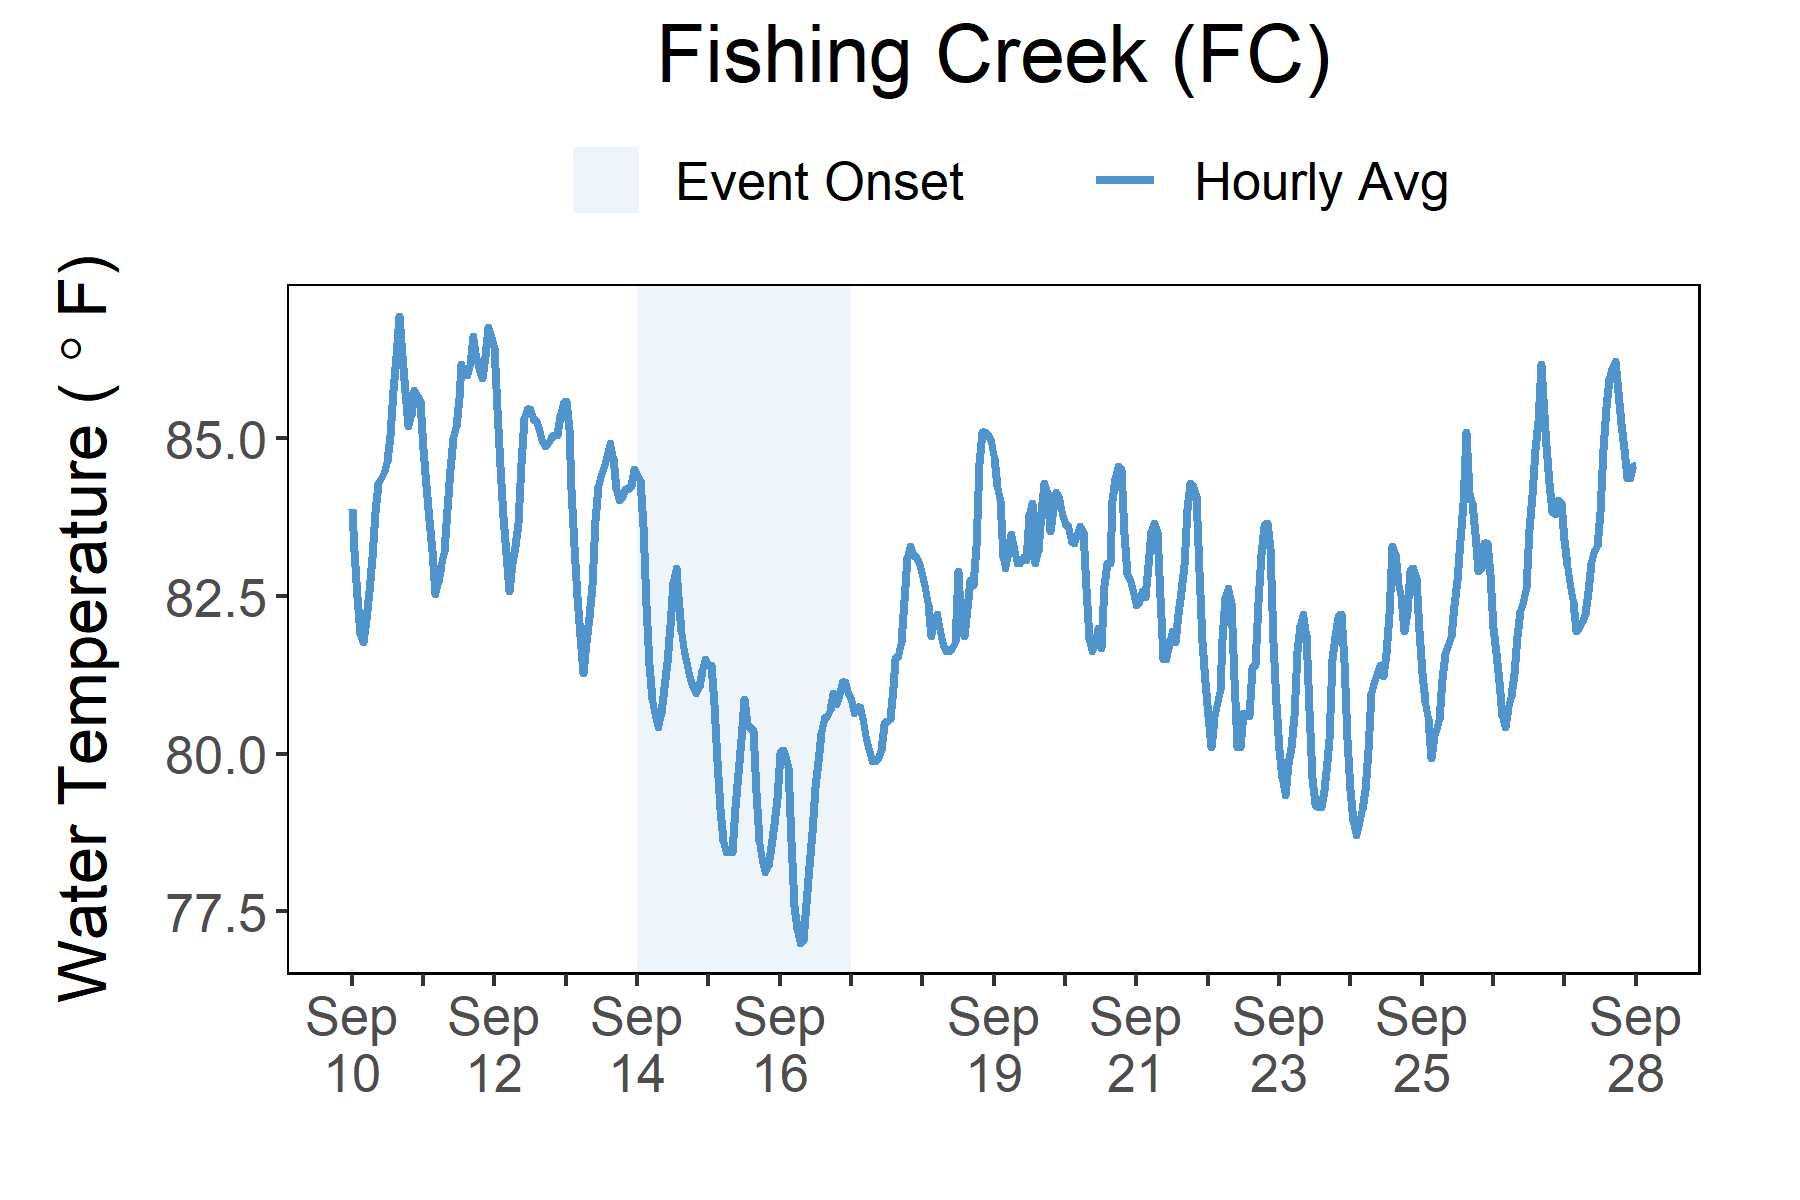 Fishing Creek (FC)
Event Onset
Hourly Avg
Water Temperature ( ° F)
85.0
82.5
80.0
77.5
Sep 10
Sep 12
Sep 14
Sep 16
Sep 19
Sep 21
Sep 23
Sep 25
Sep 28